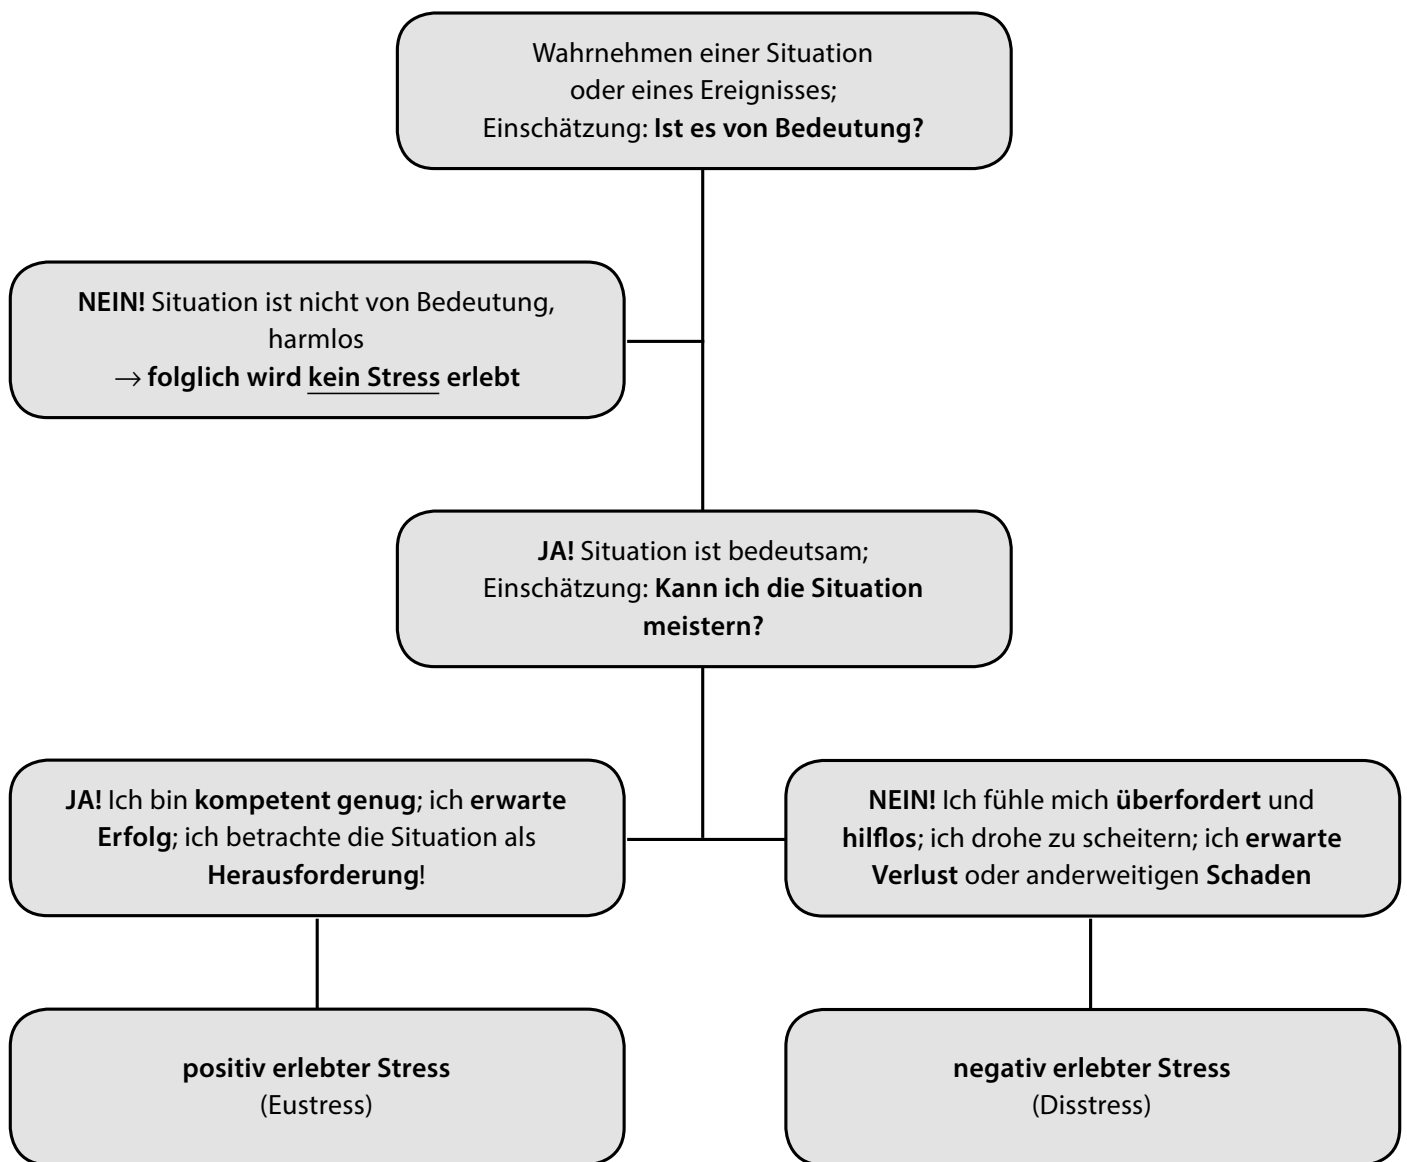 Wahrnehmen einer Situation
oder eines Ereignisses;
Einschätzung: Ist es von Bedeutung?
NEIN! Situation ist nicht von Bedeutung,
harmlos
→ folglich wird kein Stress erlebt
JA! Situation ist bedeutsam;
Einschätzung: Kann ich die Situation
meistern?
JA! Ich bin kompetent genug; ich erwarte
Erfolg; ich betrachte die Situation als
Herausforderung!
NEIN! Ich fühle mich überfordert und
hilflos; ich drohe zu scheitern; ich erwarte
Verlust oder anderweitigen Schaden
positiv erlebter Stress
(Eustress)
negativ erlebter Stress
(Disstress)